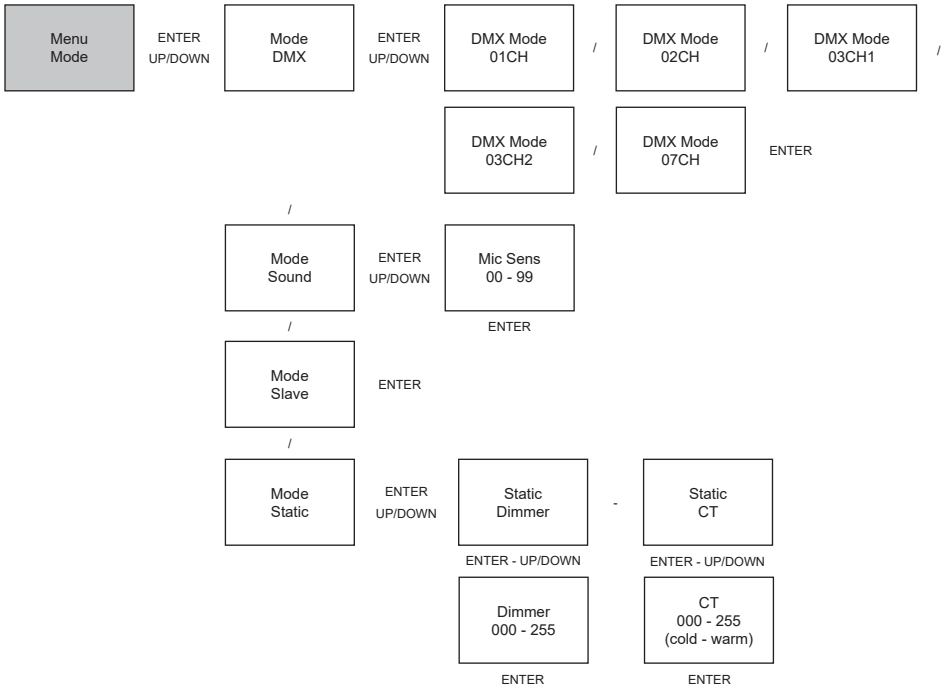 Menu
Mode
ENTER
UP/DOWN
Mode
DMX
ENTER
UP/DOWN
DMX Mode
01CH
/
DMX Mode
02CH
/
DMX Mode
03CH1
/
DMX Mode
03CH2
/
DMX Mode
07CH
ENTER
/
Mode
Sound
ENTER
UP/DOWN
Mic Sens
00 - 99
ENTER
/
Mode
Slave
ENTER
/
Mode
Static
ENTER
UP/DOWN
Static
Dimmer
-
Static
CT
ENTER - UP/DOWN
ENTER - UP/DOWN
Dimmer
000 - 255
CT
000 - 255
(cold - warm)
ENTER
ENTER